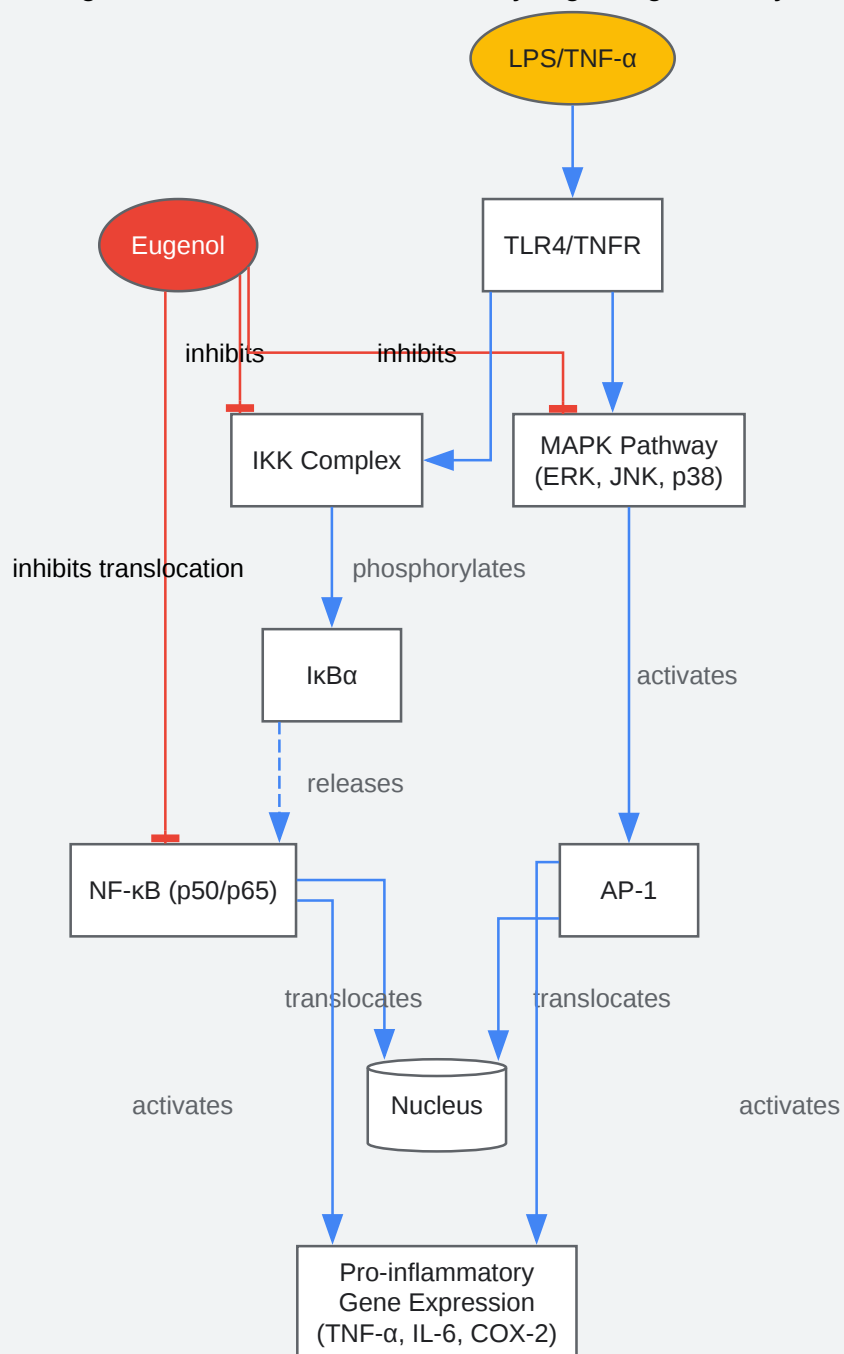 LPS/TNF-α
Eugenol
TLR4/TNFR
inhibits
inhibits
IKK Complex
MAPK Pathway
(ERK, JNK, p38)
inhibits translocation
phosphorylates
IκBα
activates
releases
NF-κB (p50/p65)
AP-1
translocates
translocates
Nucleus
activates
activates
Pro-inflammatory
Gene Expression
(TNF-α, IL-6, COX-2)